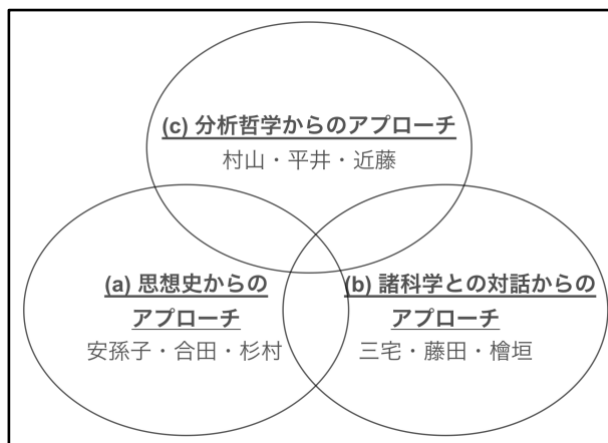 (c) 分析哲学からのアプローチ
村山・平井・近藤
(a) 思想史からの
アプローチ
安孫子・合田・杉村
(b) 諸科学との対話からの
アプローチ
三宅・藤田・檜垣